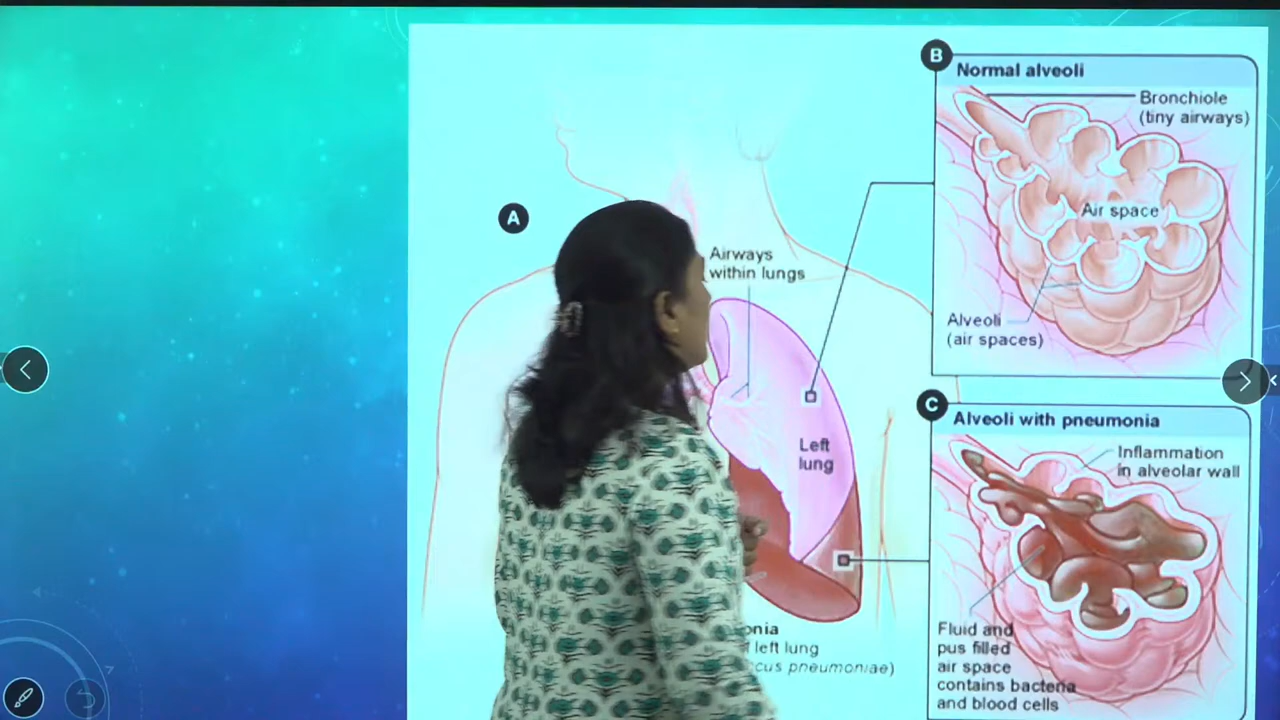 A
Airways
within lungs
Left
lung
left lung
pneumoniae)
B
Normal alveoli
Bronchiole
(tiny airways)
Air space
Alveoli
(air spaces)
C
Alveoli with pneumonia
Inflammation
in alveolar wall
Fluid and
pus filled
air space
contains bacteria
and blood cells